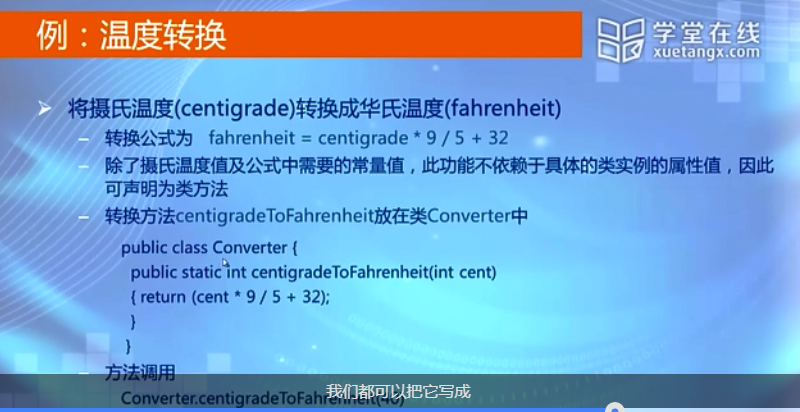 例：温度转换
学堂在线
xuetangx.com
将摄氏温度(centigrade)转换成华氏温度(fahrenheit)
– 转换公式为 fahrenheit = centigrade * 9 / 5 + 32
– 除了摄氏温度值及公式中需要的常量值，此功能不依赖于具体的类实例的属性值，因此
可声明为类方法
– 转换方法centigradeToFahrenheit放在类Converter中
public class Converter {
public static int centigradeToFahrenheit(int cent)
{ return (cent * 9 / 5 + 32);
}
}
– 方法调用
我们都可以把它写成
Converter.centigradeToFahrenheit(40)